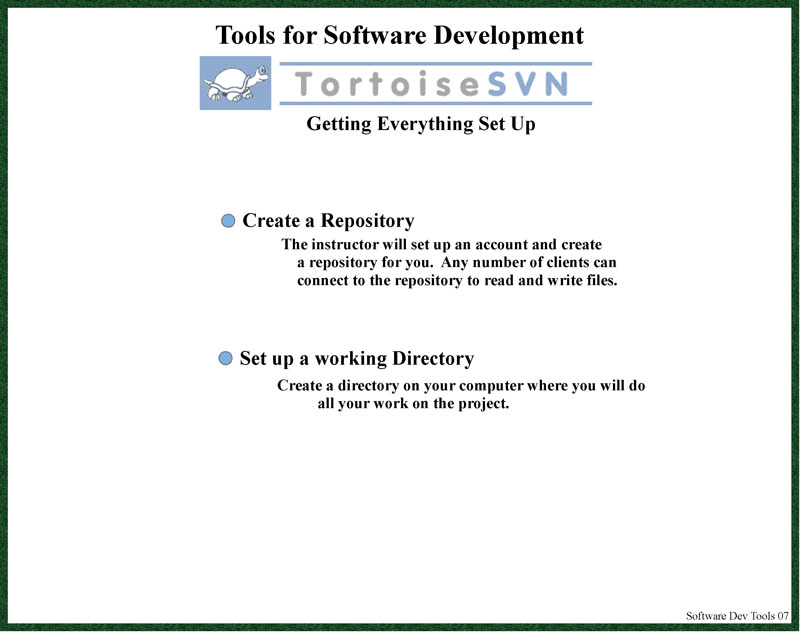 Tools for Software Development
TortoiseSVN
Getting Everything Set Up
Create a Repository
The instructor will set up an account and create
a repository for you.  Any number of clients can
connect to the repository to read and write files.
Set up a working Directory
Create a directory on your computer where you will do
all your work on the project.
Software Dev Tools 07